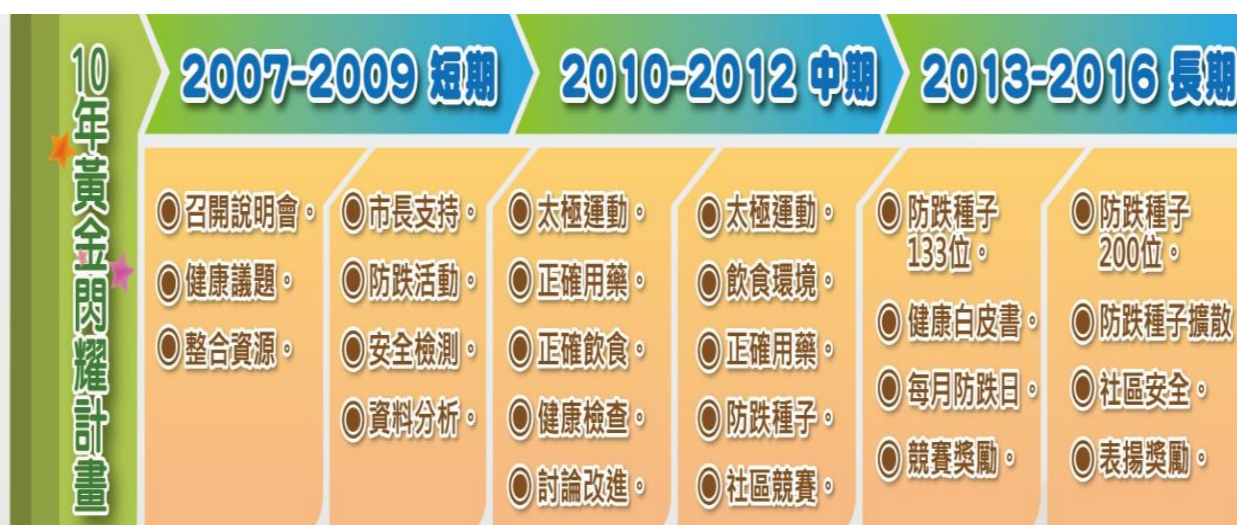 10年黃金閃耀計畫
2007-2009 短期
2010-2012 中期
2013-2016 長期
召開說明會。
健康議題。
整合資源。
市長支持。
防跌活動。
安全檢測。
資料分析。
太極運動。
正確用藥。
正確飲食。
健康檢查。
討論改進。
太極運動。
飲食環境。
正確用藥。
防跌種子。
社區競賽。
防跌種子
133位。
健康白皮書。
每月防跌日。
競賽獎勵。
防跌種子
200位。
防跌種子擴散
社區安全。
表揚獎勵。